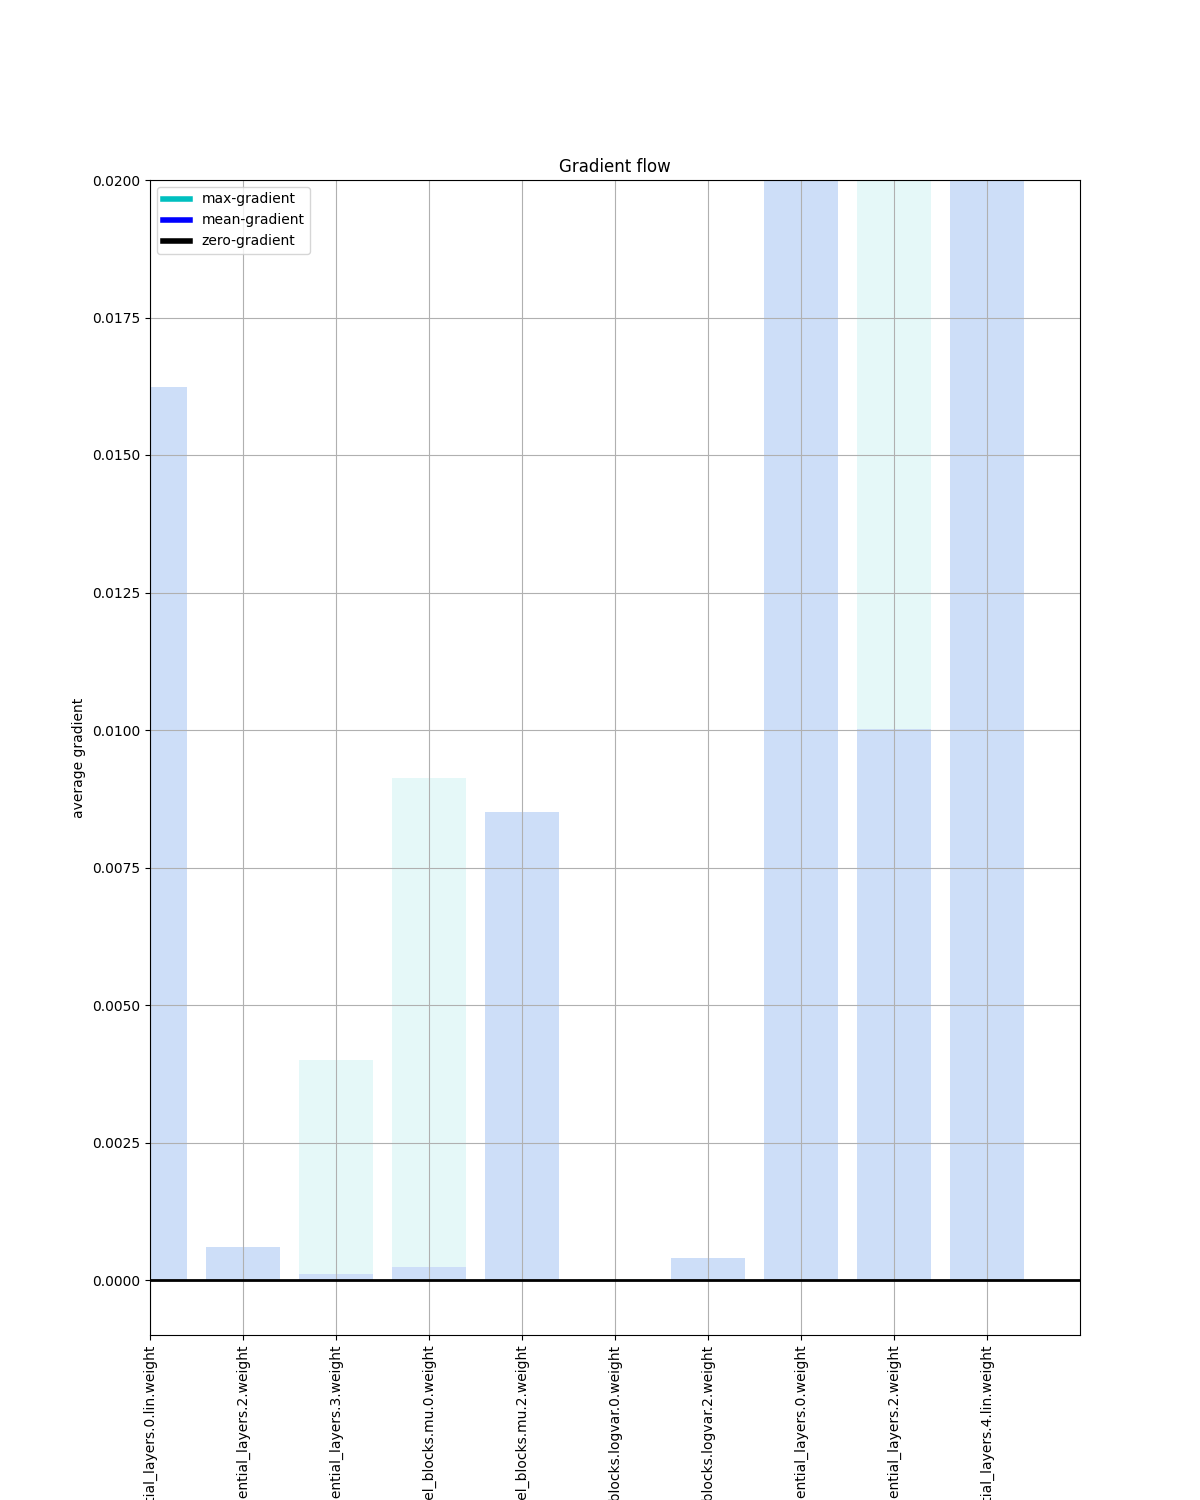 Gradient flow
max-gradient
mean-gradient
zero-gradient
0.0200
0.0175
0.0150
0.0125
0.0100
0.0075
0.0050
0.0025
0.0000
average gradient
tial_layers.0.lin.weight
ential_layers.2.weight
ential_layers.3.weight
el_blocks.mu.0.weight
el_blocks.mu.2.weight
blocks.logvar.0.weight
blocks.logvar.2.weight
ential_layers.0.weight
ential_layers.2.weight
tial_layers.4.lin.weight